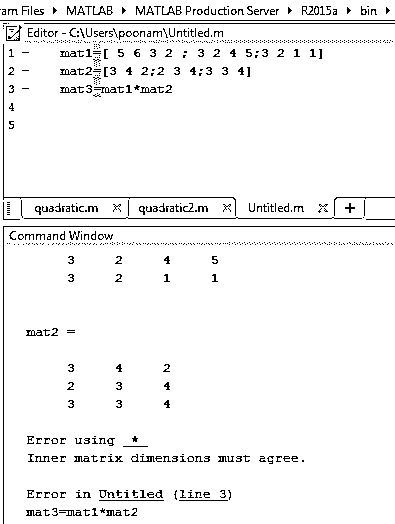 am Files ▸ MATLAB ▸ MATLAB Production Server ▸ R2015a ▸ bin ▸
Editor - C:\Users\poonam\Untitled.m
1 — mat1=[ 5 6 3 2 ; 3 2 4 5;3 2 1 1]
2 — mat2=[3 4 2;2 3 4;3 3 4]
3 — mat3=mat1*mat2
4
5
quadratic.m × quadratic2.m × Untitled.m × +
Command Window
3 2 4 5
3 2 1 1
mat2 =
3 4 2
2 3 4
3 3 4
Error using *
Inner matrix dimensions must agree.
Error in Untitled (line 3)
mat3=mat1*mat2